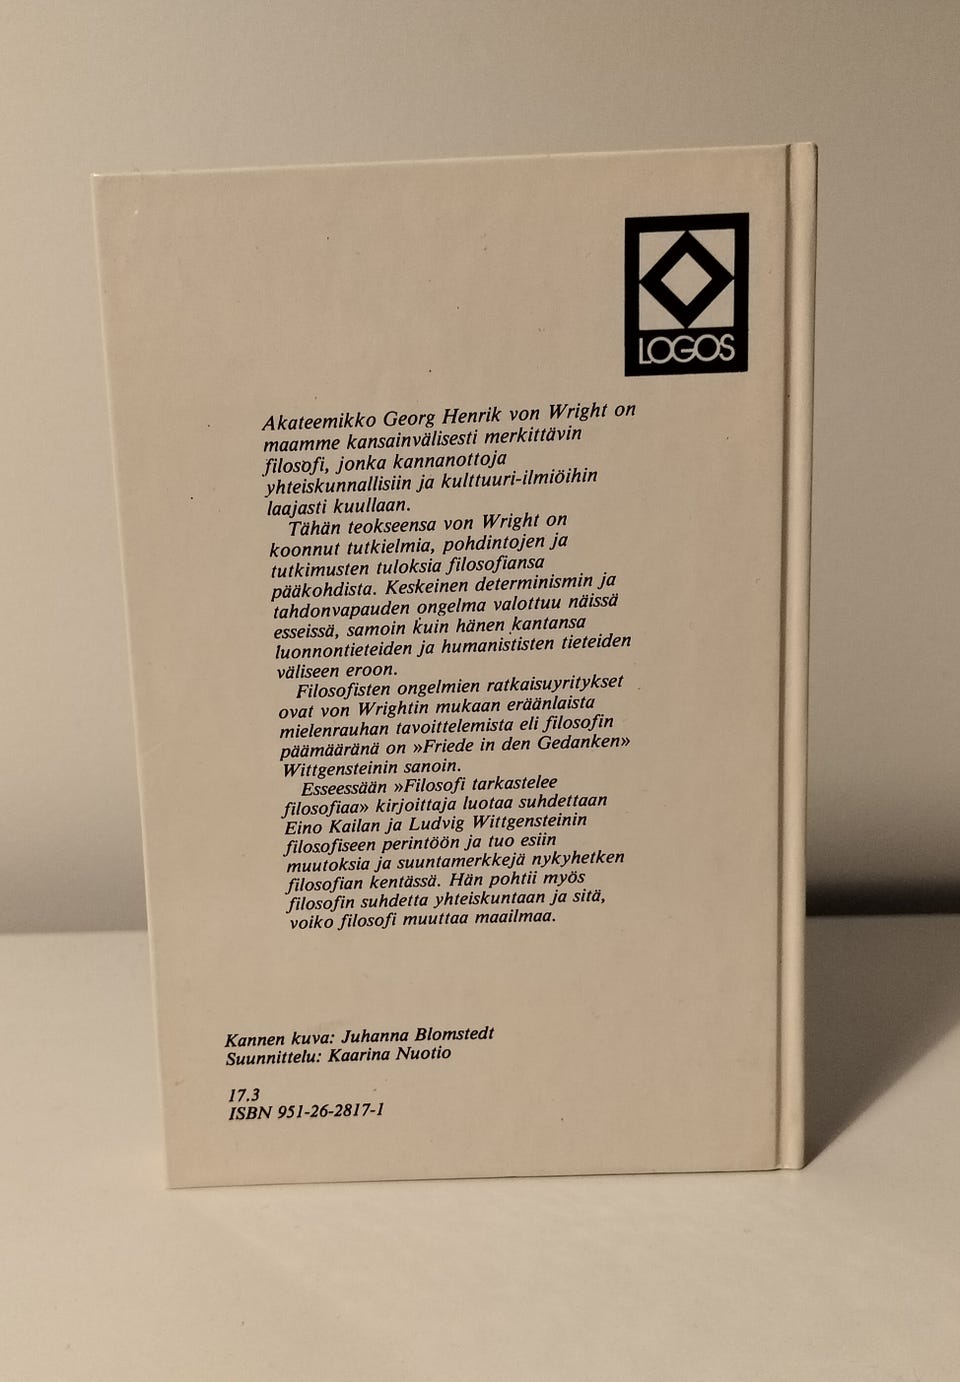 LOGOS
Akateemikko Georg Henrik von Wright on
maamme kansainvälisesti merkittävin
filosofi, jonka kannanottoja
yhteiskunnallisiin ja kulttuuri-ilmiöihin
laajasti kuullaan.
Tähän teokseensa von Wright on
koonnut tutkielmia, pohdintojen ja
tutkimusten tuloksia filosofiansa
pääkohdista. Keskeinen determinismin ja
tahdonvapauden ongelma valottuu näissä
esseissä, samoin kuin hänen kantansa
luonnontieteiden ja humanististen tieteiden
väliseen eroon.
Filosofisten ongelmien ratkaisuyritykset
ovat von Wrightin mukaan eräänlaista
mielenrauhan tavoittelemista eli filosofin
päämääränä on »Friede in den Gedanken»
Wittgensteinin sanoin.
Esseessään »Filosofi tarkastelee
filosofiaa» kirjoittaja luotaa suhdettaan
Eino Kailan ja Ludvig Wittgensteinin
filosofiseen perintöön ja tuo esiin
muutoksia ja suuntamerkkejä nykyhetken
filosofian kentässä. Hän pohtii myös
filosofin suhdetta yhteiskuntaan ja sitä,
voiko filosofi muuttaa maailmaa.
Kannen kuva: Juhanna Blomstedt
Suunnittelu: Kaarina Nuotio
17.3
ISBN 951-26-2817-1